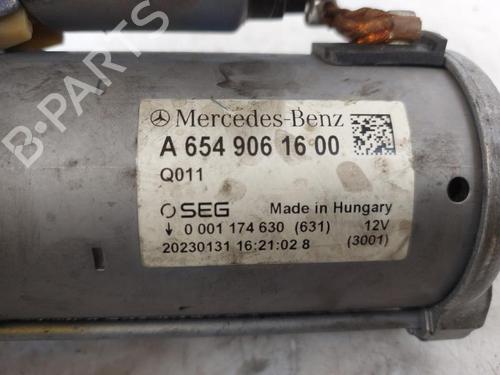 Mercedes-Benz
A 654 906 16 00
Q011
SEG Made in Hungary
0 001 174 630 (631) 12V
20230131 16:21:02 8 (3001)
B-PARTS